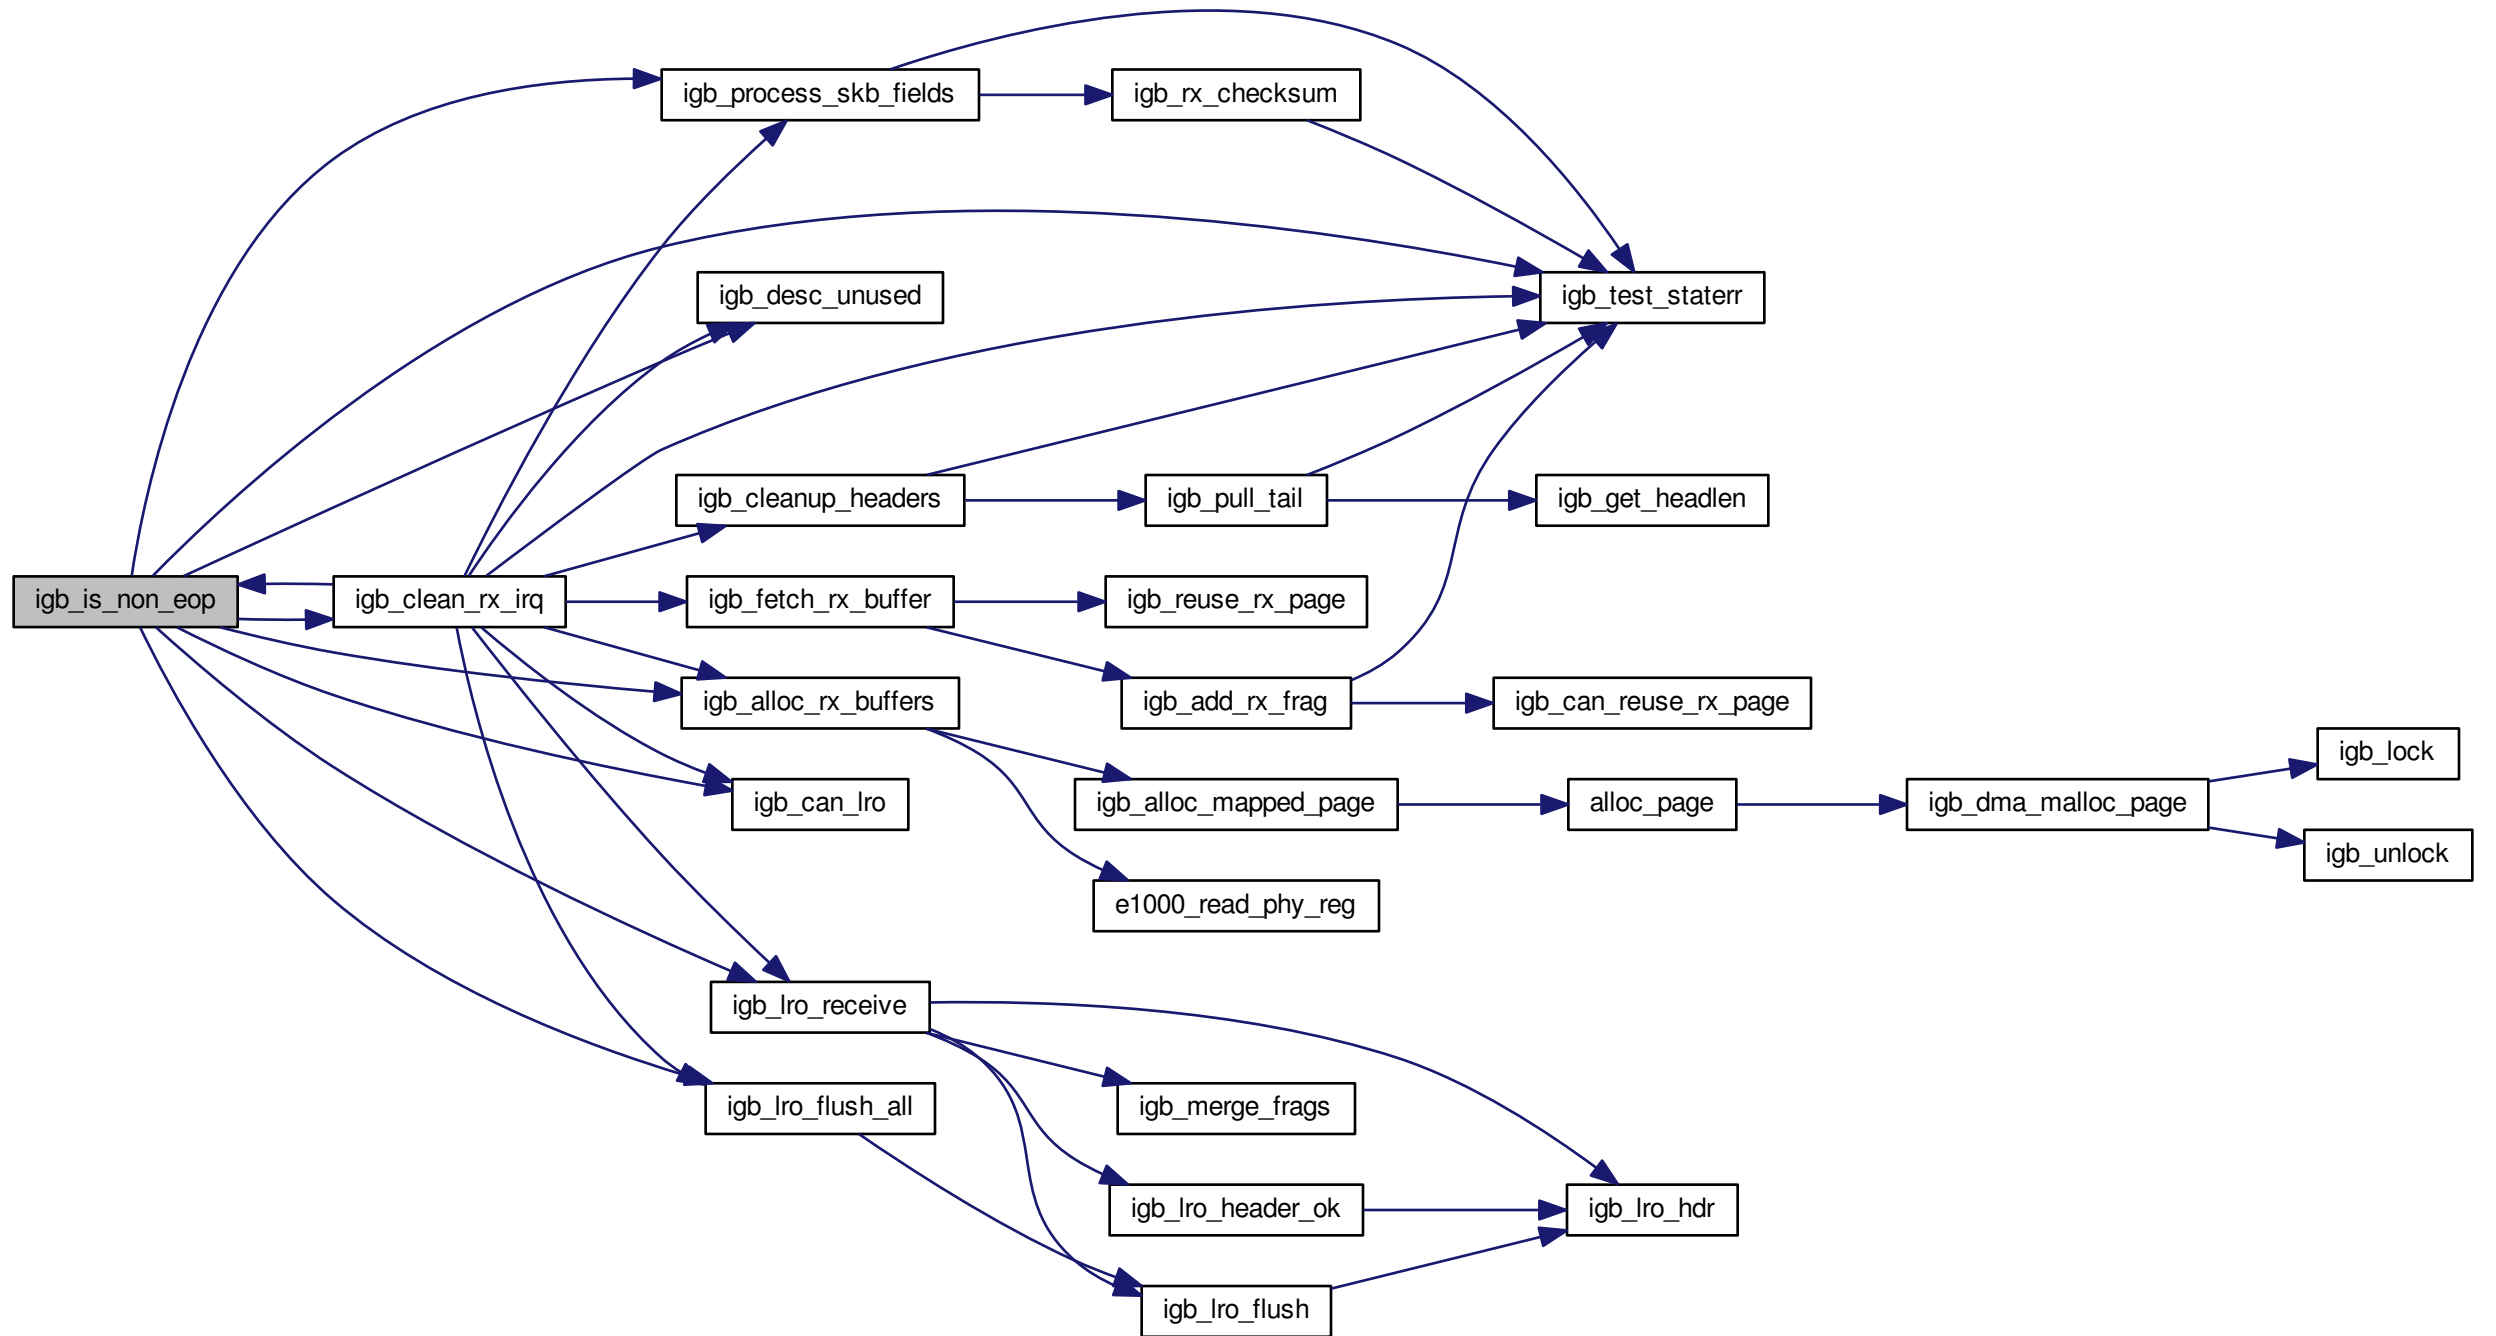 igb_process_skb_fields
igb_rx_checksum
igb_desc_unused
igb_test_staterr
igb_cleanup_headers
igb_pull_tail
igb_get_headlen
igb_is_non_eop
igb_clean_rx_irq
igb_fetch_rx_buffer
igb_reuse_rx_page
igb_alloc_rx_buffers
igb_add_rx_frag
igb_can_reuse_rx_page
igb_lock
igb_can_lro
igb_alloc_mapped_page
alloc_page
igb_dma_malloc_page
igb_unlock
e1000_read_phy_reg
igb_lro_receive
igb_lro_flush_all
igb_merge_frags
igb_lro_header_ok
igb_lro_hdr
igb_lro_flush